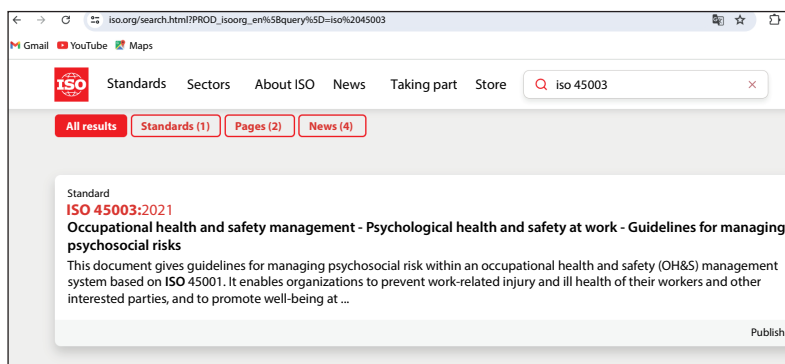 iso.org/search.html?PROD_isoorg_en%5Bquery%5D=iso%2045003
Gmail YouTube Maps
ISO Standards Sectors About ISO News Taking part Store iso 45003
All results Standards (1) Pages (2) News (4)
Standard
ISO 45003:2021
Occupational health and safety management - Psychological health and safety at work - Guidelines for managing
psychosocial risks
This document gives guidelines for managing psychosocial risk within an occupational health and safety (OH&S) management
system based on ISO 45001. It enables organizations to prevent work-related injury and ill health of their workers and other
interested parties, and to promote well-being at ...
Publish